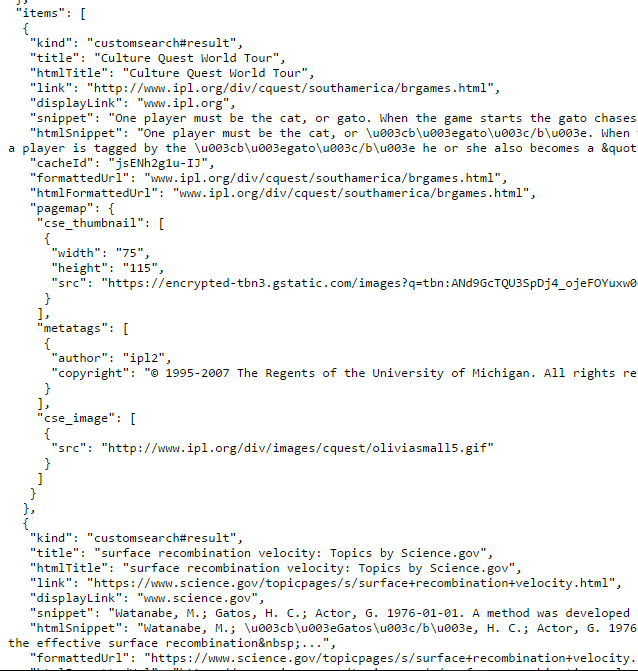 },
"items": [
{
"kind": "customsearch#result",
"title": "Culture Quest World Tour",
"htmlTitle": "Culture Quest World Tour",
"link": "http://www.ipl.org/div/cquest/southamerica/brgames.html",
"displayLink": "www.ipl.org",
"snippet": "One player must be the cat, or gato. When the game starts the gato chases
"htmlSnippet": "One player must be the cat, or \u003cb\u003egato\u003c/b\u003e. When
a player is tagged by the \u003cb\u003egato\u003c/b\u003e he or she also becomes a &quot
"cacheId": "jsENh2g1u-IJ",
"formattedUrl": "www.ipl.org/div/cquest/southamerica/brgames.html",
"htmlFormattedUrl": "www.ipl.org/div/cquest/southamerica/brgames.html",
"pagemap": {
"cse_thumbnail": [
{
"width": "75",
"height": "115",
"src": "https://encrypted-tbn3.gstatic.com/images?q=tbn:ANd9GcTQU3SpDj4_ojeFOYuxw0
}
],
"metatags": [
{
"author": "ipl2",
"copyright": "© 1995-2007 The Regents of the University of Michigan. All rights re
}
],
"cse_image": [
{
"src": "http://www.ipl.org/div/images/cquest/oliviasmall5.gif"
}
]
}
},
{
"kind": "customsearch#result",
"title": "surface recombination velocity: Topics by Science.gov",
"htmlTitle": "surface recombination velocity: Topics by Science.gov",
"link": "https://www.science.gov/topicpages/s/surface+recombination+velocity.html",
"displayLink": "www.science.gov",
"snippet": "Watanabe, M.; Gatos, H. C.; Actor, G. 1976-01-01. A method was developed
"htmlSnippet": "Watanabe, M.; \u003cb\u003eGatos\u003c/b\u003e, H. C.; Actor, G. 1976
the effective surface recombination&nbsp;...",
"formattedUrl": "https://www.science.gov/topicpages/s/surface+recombination+velocity.